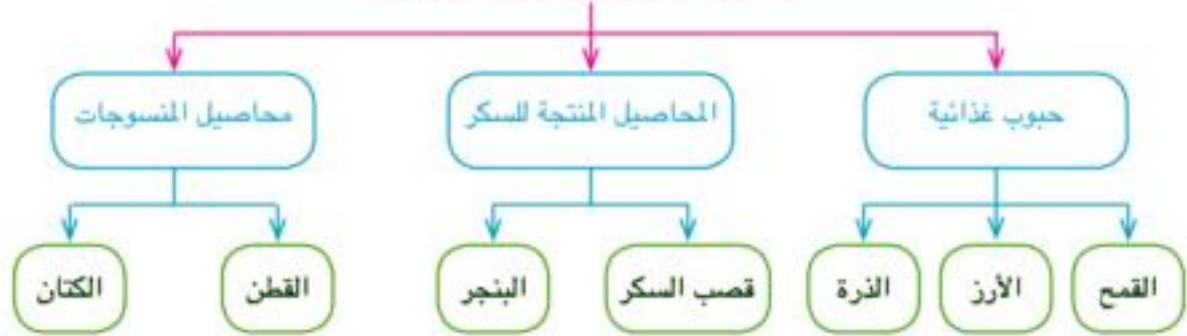 حبوب غذائية
المحاصيل المنتجة للسكر
محاصيل المنسوجات
القمح
الأرز
الذرة
قصب السكر
البنجر
القطن
الكتان